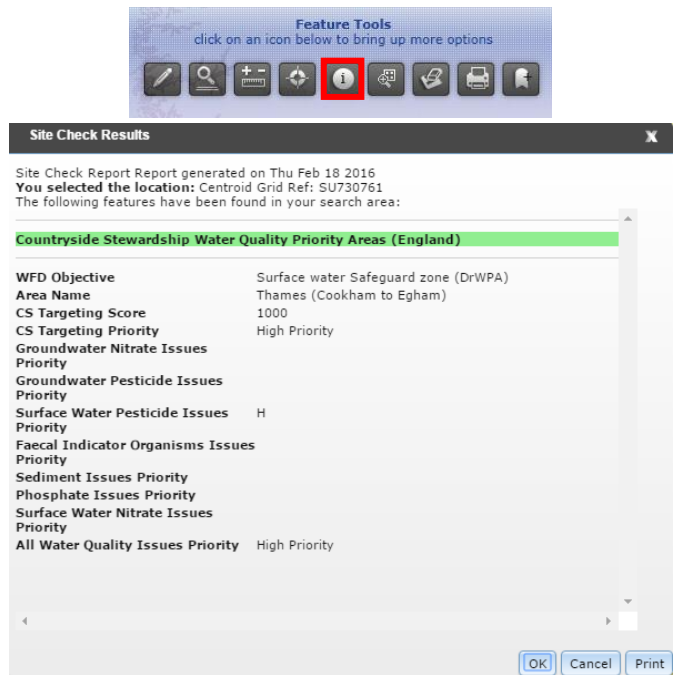 Feature Tools
click on an icon below to bring up more options
i
Site Check Results X
Site Check Report Report generated on Thu Feb 18 2016
You selected the location: Centroid Grid Ref: SU730761
The following features have been found in your search area:
Countryside Stewardship Water Quality Priority Areas (England)
WFD Objective Surface water Safeguard zone (DrWPA)
Area Name Thames (Cookham to Egham)
CS Targeting Score 1000
CS Targeting Priority High Priority
Groundwater Nitrate Issues
Priority
Groundwater Pesticide Issues
Priority
Surface Water Pesticide Issues H
Priority
Faecal Indicator Organisms Issues
Priority
Sediment Issues Priority
Phosphate Issues Priority
Surface Water Nitrate Issues
Priority
All Water Quality Issues Priority High Priority
OK Cancel Print